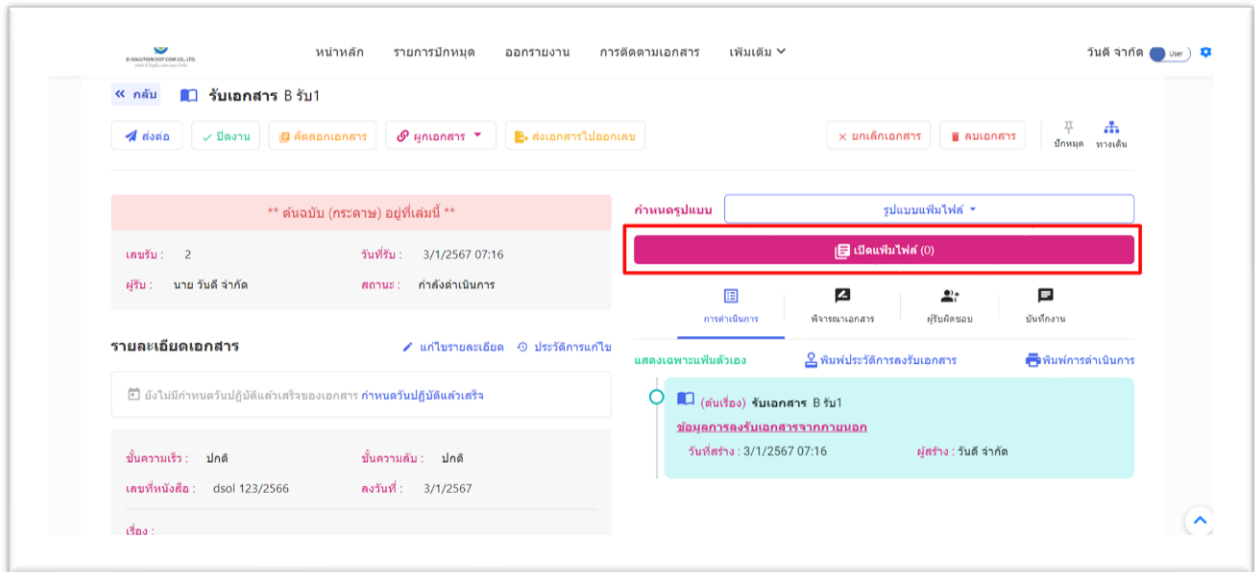 D-SOLUTION DOT COM CO., LTD.
หน้าหลัก รายการปักหมุด ออกรายงาน การติดตามเอกสาร เพิ่มเติม
วันดี จำกัด User
กลับ รับเอกสาร B รับ1
ส่งต่อ ปิดงาน คัดลอกเอกสาร ผูกเอกสาร ส่งเอกสารไปออกเลข ยกเลิกเอกสาร ลบเอกสาร ปักหมุด ทางเดิน
** ต้นฉบับ (กระดาษ) อยู่ที่เล่มนี้ **
เลขรับ : 2 วันที่รับ : 3/1/2567 07:16
ผู้รับ : นาย วันดี จำกัด สถานะ : กำลังดำเนินการ
รายละเอียดเอกสาร แก้ไขรายละเอียด ประวัติการแก้ไข
ยังไม่มีกำหนดวันปฏิบัติแล้วเสร็จของเอกสาร กำหนดวันปฏิบัติแล้วเสร็จ
ชั้นความเร็ว : ปกติ ชั้นความลับ : ปกติ
เลขที่หนังสือ : dsol 123/2566 ลงวันที่ : 3/1/2567
เรื่อง :
กำหนดรูปแบบ รูปแบบแฟ้มไฟล์
เปิดแฟ้มไฟล์ (0)
การดำเนินการ พิจารณาเอกสาร ผู้รับผิดชอบ บันทึกงาน
แสดงเฉพาะแฟ้มตัวเอง พิมพ์ประวัติการลงรับเอกสาร พิมพ์การดำเนินการ
(ต้นเรื่อง) รับเอกสาร B รับ1
ข้อมูลการลงรับเอกสารจากภายนอก
วันที่สร้าง : 3/1/2567 07:16 ผู้สร้าง : วันดี จำกัด